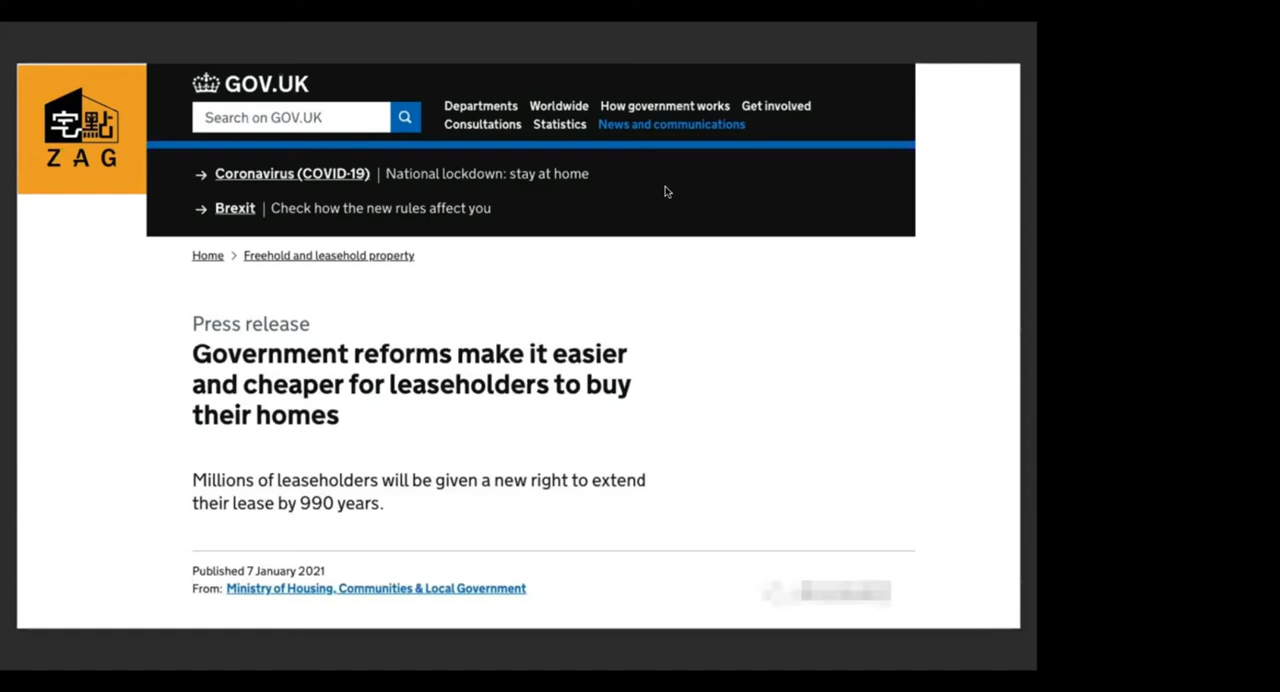 宅點
ZAG
GOV.UK
Search on GOV.UK
Departments Worldwide How government works Get involved
Consultations Statistics News and communications
→ Coronavirus (COVID-19) | National lockdown: stay at home
→ Brexit | Check how the new rules affect you
Home > Freehold and leasehold property
Press release
Government reforms make it easier
and cheaper for leaseholders to buy
their homes
Millions of leaseholders will be given a new right to extend
their lease by 990 years.
Published 7 January 2021
From: Ministry of Housing, Communities & Local Government